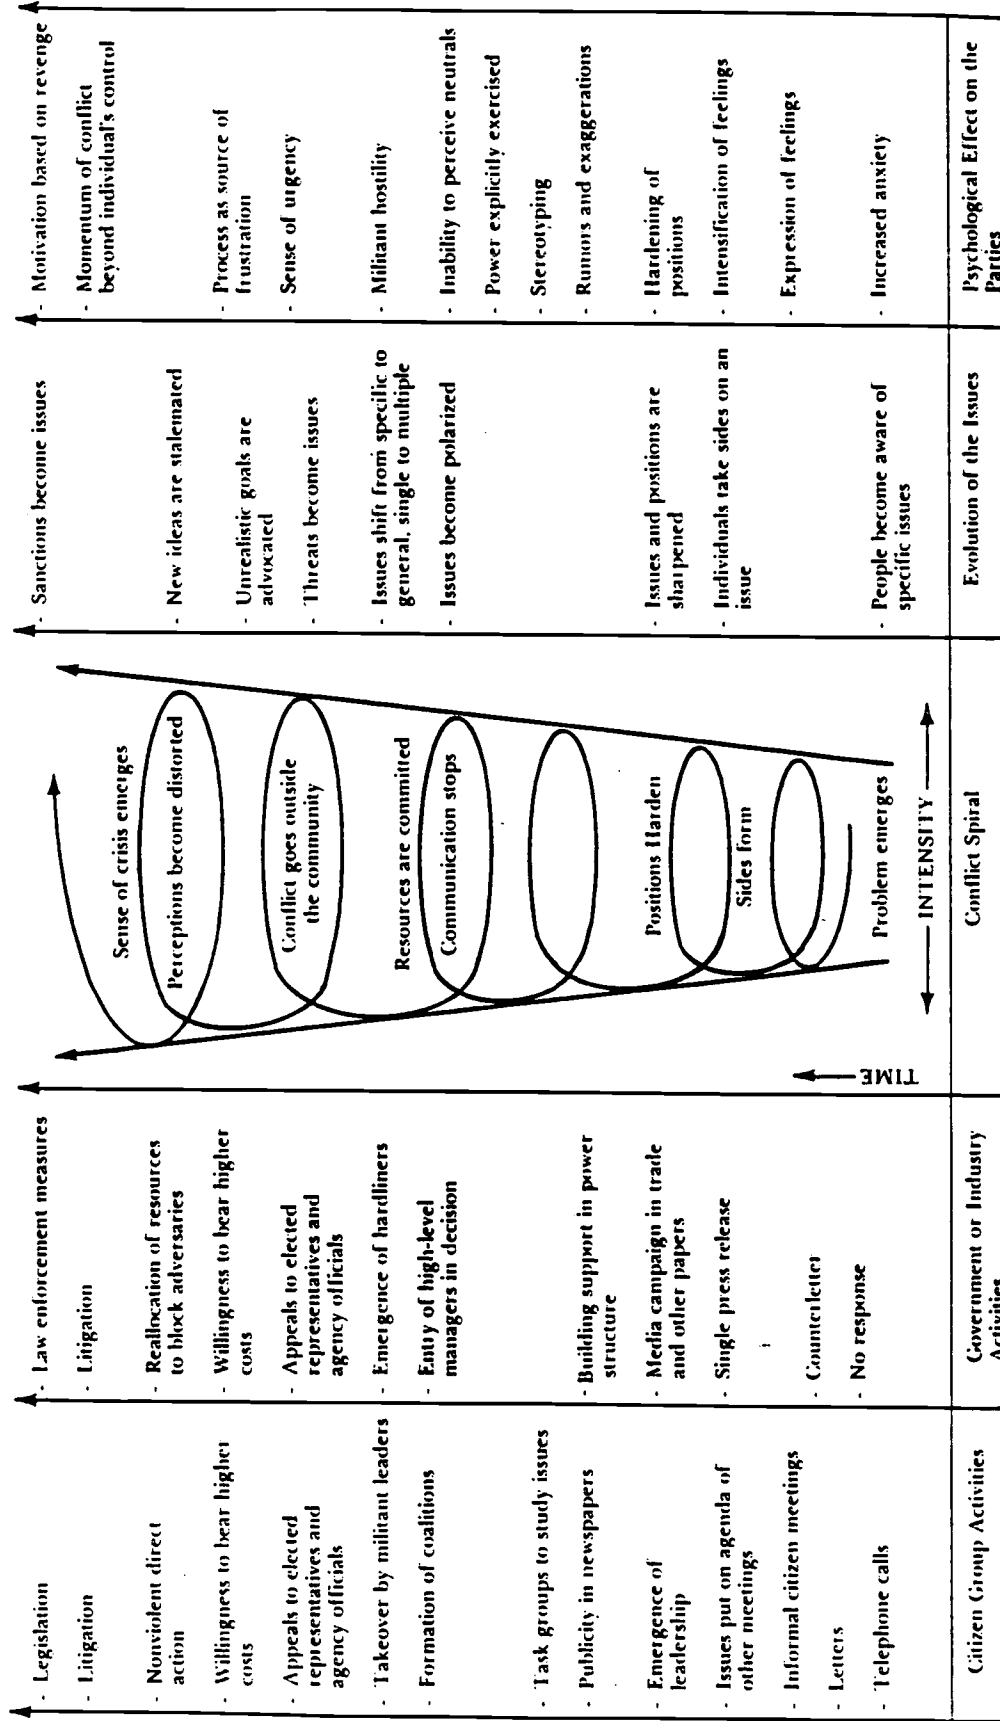 - Legislation
- Litigation
- Nonviolent direct
action
- Willingness to bear higher
costs
- Appeals to elected
representatives and
agency officials
- Takeover by militant leaders
- Formation of coalitions
- Task groups to study issues
- Publicity in newspapers
- Emergence of
leadership
- Issues put on agenda of
other meetings
- Informal citizen meetings
- Letters
- Telephone calls
Citizen Group Activities
- Law enforcement measures
- Litigation
- Reallocation of resources
to block adversaries
- Willingness to bear higher
costs
- Appeals to elected
representatives and
agency officials
- Emergence of hardliners
- Entry of high-level
managers in decision
- Building support in power
structure
- Media campaign in trade
and other papers
- Single press release
- Counterletter
- No response
Government or Industry
Activities
Sense of crisis emerges
Perceptions become distorted
Conflict goes outside
the community
Resources are committed
Communication stops
Positions Harden
Sides form
Problem emerges
TIME
INTENSITY
Conflict Spiral
- Sanctions become issues
- New ideas are stalemated
- Unrealistic goals are
advocated
- Threats become issues
- Issues shift from specific to
general, single to multiple
- Issues become polarized
- Issues and positions are
sharpened
- Individuals take sides on an
issue
- People become aware of
specific issues
Evolution of the Issues
- Motivation based on revenge
- Momentum of conflict
beyond individual's control
- Process as source of
frustration
- Sense of urgency
- Militant hostility
- Inability to perceive neutrals
- Power explicitly exercised
- Stereotyping
- Rumors and exaggerations
- Hardening of
positions
- Intensification of feelings
- Expression of feelings
- Increased anxiety
Psychological Effect on the
Parties